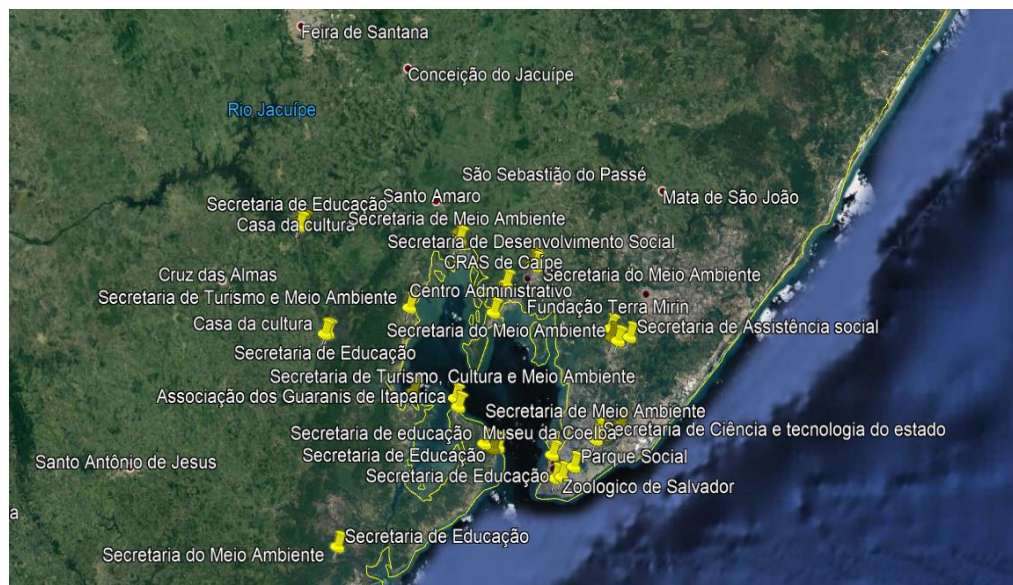 Feira de Santana
Conceição do Jacuípe
Rio Jacuípe
São Sebastião do Passé
Santo Amaro
Mata de São João
Secretaria de Educação
Secretaria de Meio Ambiente
Casa da cultura
Secretaria de Desenvolvimento Social
CRAS de Caípe
Cruz das Almas
Secretaria do Meio Ambiente
Centro Administrativo
Secretaria de Turismo e Meio Ambiente
Fundação Terra Mirin
Casa da cultura
Secretaria do Meio Ambiente
Secretaria de Assistência social
Secretaria de Educação
Secretaria de Turismo, Cultura e Meio Ambiente
Associação dos Guaranis de Itaparica
Secretaria de Meio Ambiente
Secretaria de educação
Museu da Coelba
Secretaria de Ciência e tecnologia do estado
Secretaria de Educação
Parque Social
Santo Antônio de Jesus
Secretaria de Educação
Zoologico de Salvador
a
Secretaria de Educação
Secretaria do Meio Ambiente